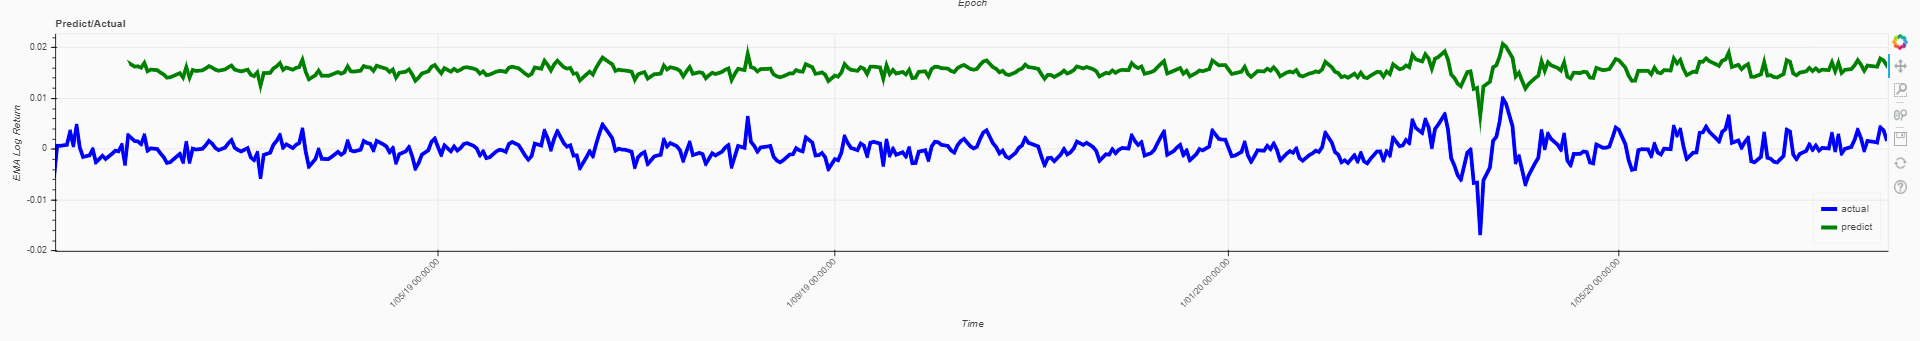 Epoch
Predict/Actual
0.02
0.01
0
-0.01
-0.02
EMA Log Return
actual
predict
1/05/19 00:00:00
1/09/19 00:00:00
1/01/20 00:00:00
1/05/20 00:00:00
Time